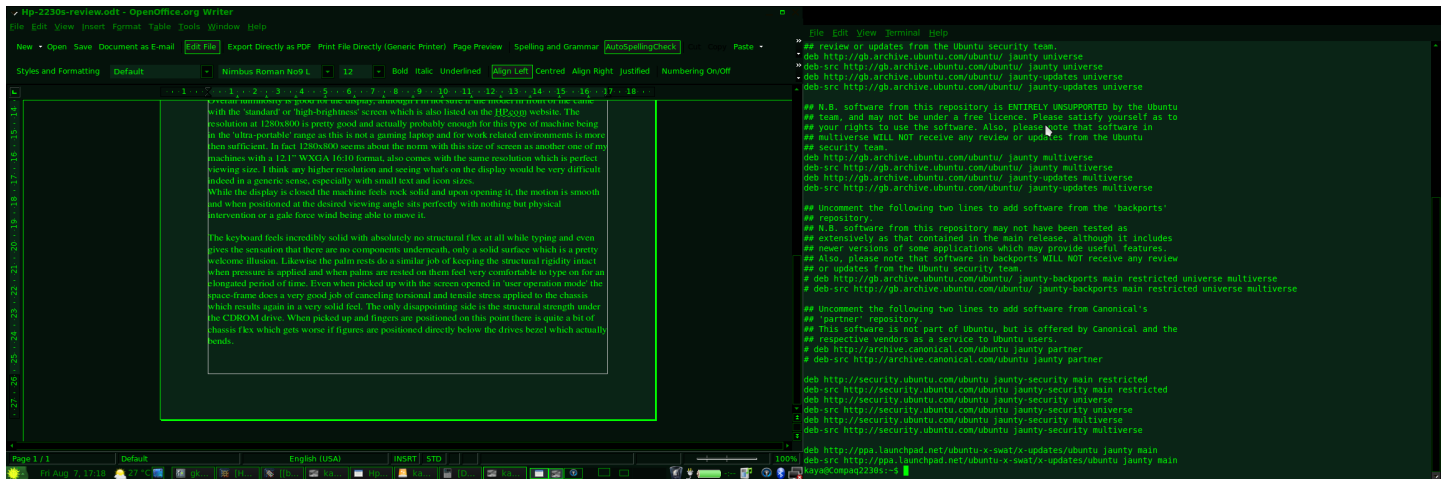 Hp-2230s-review.odt - OpenOffice.org Writer
File Edit View Insert Format Table Tools Window Help
New Open Save Document as E-mail Edit File Export Directly as PDF Print File Directly (Generic Printer) Page Preview Spelling and Grammar AutoSpellingCheck Cut Copy Paste
Styles and Formatting Default Nimbus Roman No9 L 12 Bold Italic Underlined Align Left Centred Align Right Justified Numbering On/Off
Overall luminosity is good for the display, although I'm not sure if the model in front of me came
with the 'standard' or 'high-brightness' screen which is also listed on the HP.com website. The
resolution at 1280x800 is pretty good and actually probably enough for this type of machine being
in the 'ultra-portable' range as this is not a gaming laptop and for work related environments is more
then sufficient. In fact 1280x800 seems about the norm with this size of screen as another one of my
machines with a 12.1" WXGA 16:10 format, also comes with the same resolution which is perfect
viewing size. I think any higher resolution and seeing what's on the display would be very difficult
indeed in a generic sense, especially with small text and icon sizes.
While the display is closed the machine feels rock solid and upon opening it, the motion is smooth
and when positioned at the desired viewing angle sits perfectly with nothing but physical
intervention or a gale force wind being able to move it.
The keyboard feels incredibly solid with absolutely no structural flex at all while typing and even
gives the sensation that there are no components underneath, only a solid surface which is a pretty
welcome illusion. Likewise the palm rests do a similar job of keeping the structural rigidity intact
when pressure is applied and when palms are rested on them feel very comfortable to type on for an
elongated period of time. Even when picked up with the screen opened in 'user operation mode' the
space-frame does a very good job of canceling torsional and tensile stress applied to the chassis
which results again in a very solid feel. The only disappointing side is the structural strength under
the CDROM drive. When picked up and fingers are positioned on this point there is quite a bit of
chassis flex which gets worse if figures are positioned directly below the drives bezel which actually
bends.
Page 1 / 1 Default English (USA) INSRT STD 100%
Fri Aug 7, 17:18 27 °C gk... [H... [[b... ka... Hp... ka... [D... ka...
File Edit View Terminal Help
## review or updates from the Ubuntu security team.
deb http://gb.archive.ubuntu.com/ubuntu/ jaunty universe
deb-src http://gb.archive.ubuntu.com/ubuntu/ jaunty universe
deb http://gb.archive.ubuntu.com/ubuntu/ jaunty-updates universe
deb-src http://gb.archive.ubuntu.com/ubuntu/ jaunty-updates universe
## N.B. software from this repository is ENTIRELY UNSUPPORTED by the Ubuntu
## team, and may not be under a free licence. Please satisfy yourself as to
## your rights to use the software. Also, please note that software in
## multiverse WILL NOT receive any review or updates from the Ubuntu
## security team.
deb http://gb.archive.ubuntu.com/ubuntu/ jaunty multiverse
deb-src http://gb.archive.ubuntu.com/ubuntu/ jaunty multiverse
deb http://gb.archive.ubuntu.com/ubuntu/ jaunty-updates multiverse
deb-src http://gb.archive.ubuntu.com/ubuntu/ jaunty-updates multiverse
## Uncomment the following two lines to add software from the 'backports'
## repository.
## N.B. software from this repository may not have been tested as
## extensively as that contained in the main release, although it includes
## newer versions of some applications which may provide useful features.
## Also, please note that software in backports WILL NOT receive any review
## or updates from the Ubuntu security team.
# deb http://gb.archive.ubuntu.com/ubuntu/ jaunty-backports main restricted universe multiverse
# deb-src http://gb.archive.ubuntu.com/ubuntu/ jaunty-backports main restricted universe multiverse
## Uncomment the following two lines to add software from Canonical's
## 'partner' repository.
## This software is not part of Ubuntu, but is offered by Canonical and the
## respective vendors as a service to Ubuntu users.
# deb http://archive.canonical.com/ubuntu jaunty partner
# deb-src http://archive.canonical.com/ubuntu jaunty partner
deb http://security.ubuntu.com/ubuntu jaunty-security main restricted
deb-src http://security.ubuntu.com/ubuntu jaunty-security main restricted
deb http://security.ubuntu.com/ubuntu jaunty-security universe
deb-src http://security.ubuntu.com/ubuntu jaunty-security universe
deb http://security.ubuntu.com/ubuntu jaunty-security multiverse
deb-src http://security.ubuntu.com/ubuntu jaunty-security multiverse
deb http://ppa.launchpad.net/ubuntu-x-swat/x-updates/ubuntu jaunty main
deb-src http://ppa.launchpad.net/ubuntu-x-swat/x-updates/ubuntu jaunty main
kaya@Compaq2230s:~$